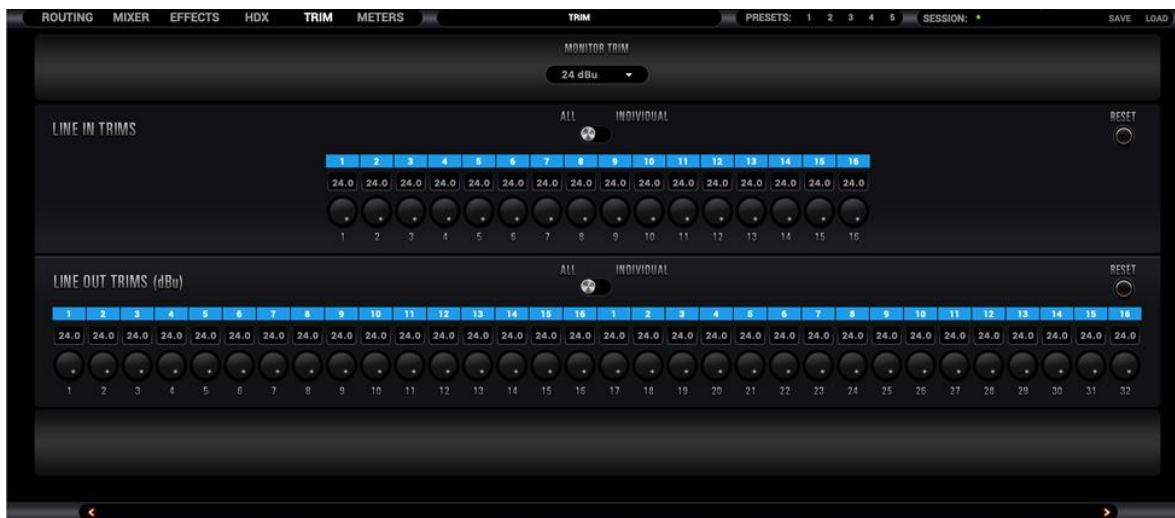 ROUTING MIXER EFFECTS HDX TRIM METERS TRIM PRESETS: 1 2 3 4 5 SESSION: SAVE LOAD
MONITOR TRIM
24 dBu
LINE IN TRIMS ALL INDIVIDUAL RESET
1 2 3 4 5 6 7 8 9 10 11 12 13 14 15 16
24.0 24.0 24.0 24.0 24.0 24.0 24.0 24.0 24.0 24.0 24.0 24.0 24.0 24.0 24.0 24.0
1 2 3 4 5 6 7 8 9 10 11 12 13 14 15 16
LINE OUT TRIMS (dBu) ALL INDIVIDUAL RESET
1 2 3 4 5 6 7 8 9 10 11 12 13 14 15 16 1 2 3 4 5 6 7 8 9 10 11 12 13 14 15 16
24.0 24.0 24.0 24.0 24.0 24.0 24.0 24.0 24.0 24.0 24.0 24.0 24.0 24.0 24.0 24.0 24.0 24.0 24.0 24.0 24.0 24.0 24.0 24.0 24.0 24.0 24.0 24.0 24.0 24.0 24.0 24.0
1 2 3 4 5 6 7 8 9 10 11 12 13 14 15 16 17 18 19 20 21 22 23 24 25 26 27 28 29 30 31 32